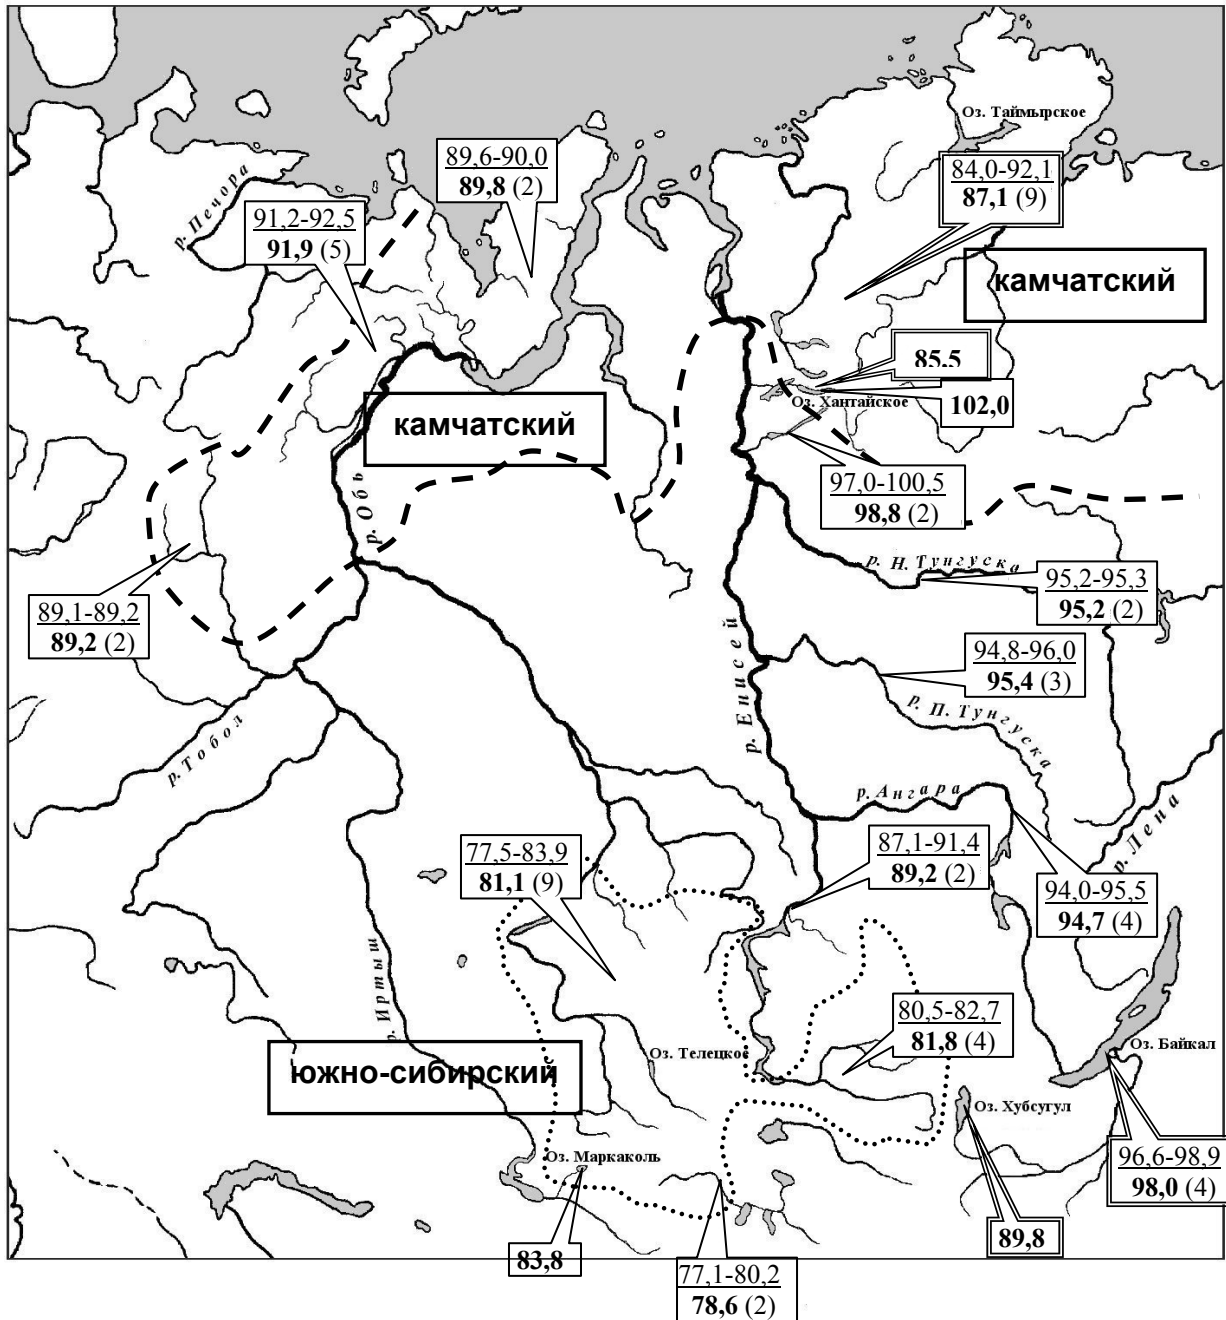 Оз. Таймырское
89,6-90,0
89,8 (2)
84,0-92,1
87,1 (9)
р. Печора
91,2-92,5
91,9 (5)
камчатский
85,5
Оз. Хантайское
102,0
камчатский
97,0-100,5
98,8 (2)
р. Обь
р. Н. Тунгуска
95,2-95,3
95,2 (2)
89,1-89,2
89,2 (2)
94,8-96,0
95,4 (3)
р. Енисей
р. П. Тунгуска
р. Тобол
р. Ангара
р. Лена
77,5-83,9
81,1 (9)
87,1-91,4
89,2 (2)
94,0-95,5
94,7 (4)
р. Иртыш
80,5-82,7
81,8 (4)
Оз. Телецкое
Оз. Байкал
южно-сибирский
Оз. Хубсугул
Оз. Маркаколь
96,6-98,9
98,0 (4)
83,8
89,8
77,1-80,2
78,6 (2)